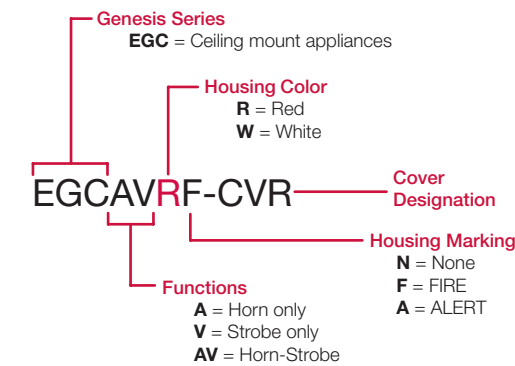 Genesis Series
EGC = Ceiling mount appliances
Housing Color
R = Red
W = White
EGCAVRF-CVR
Cover
Designation
Housing Marking
N = None
F = FIRE
A = ALERT
Functions
A = Horn only
V = Strobe only
AV = Horn-Strobe